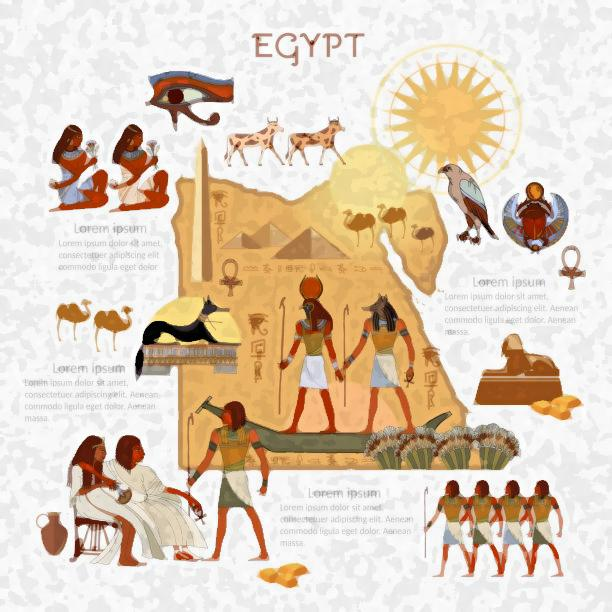 EGYPT
Lorem ipsum
Lorem ipsum dolor sit amet,
consectetuer adipiscing elit
commodo ligula eget dolor
Lorem ipsum
Lorem ipsum dolor sit amet,
consectetuer adipiscing elit. Aenean
commodo ligula eget dolor. Aenean
massa.
Lorem ipsum
Lorem ipsum dolor sit amet,
consectetuer adipiscing elit. Aenean
commodo ligula eget dolor. Aenean
massa.
Lorem ipsum
Lorem ipsum dolor sit amet,
consectetuer adipiscing elit. Aenean
commodo ligula eget dolor. Aenean
massa.